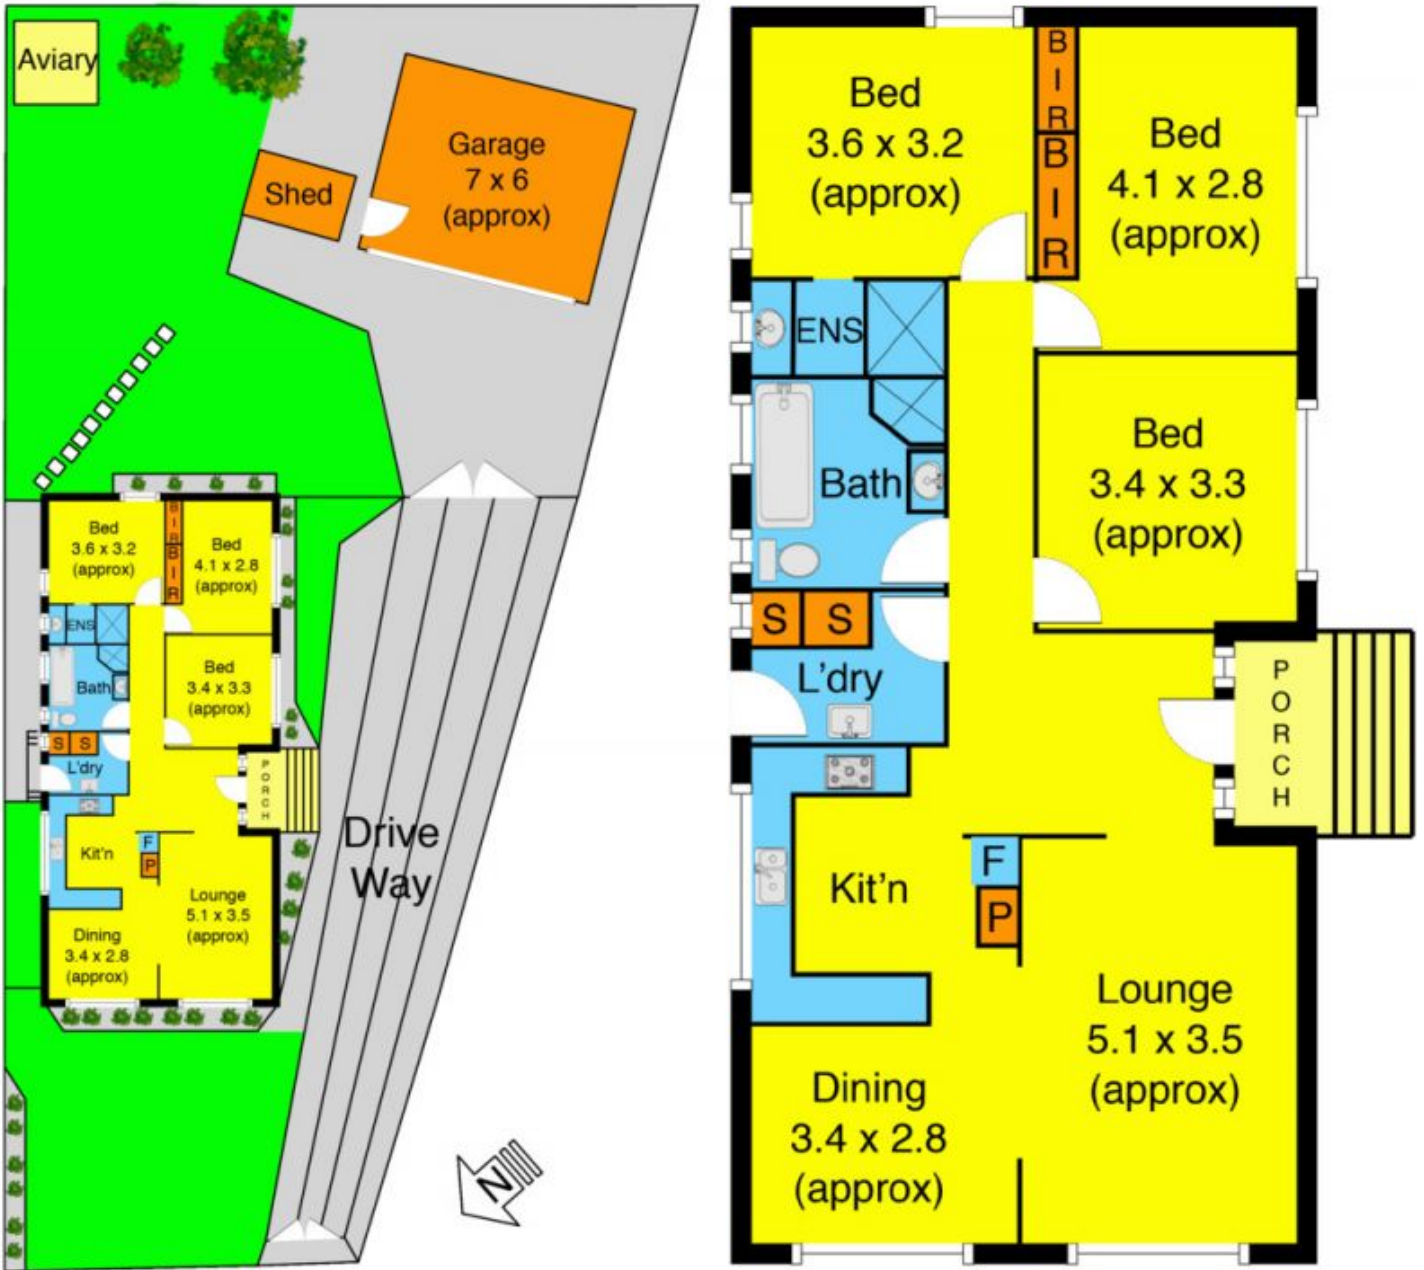 Aviary
Shed
Garage
7 x 6
(approx)
Bed
3.6 x 3.2
(approx)
B
I
R
B
I
R
Bed
4.1 x 2.8
(approx)
ENS
Bath
Bed
3.4 x 3.3
(approx)
E
S S
L'dry
P
O
R
C
H
Drive
Way
Kit'n
F
P
Lounge
5.1 x 3.5
(approx)
Dining
3.4 x 2.8
(approx)
N
Bed
3.6 x 3.2
(approx)
B
I
R
B
I
R
Bed
4.1 x 2.8
(approx)
ENS
Bath
Bed
3.4 x 3.3
(approx)
S S
L'dry
P
O
R
C
H
Kit'n
F
P
Lounge
5.1 x 3.5
(approx)
Dining
3.4 x 2.8
(approx)